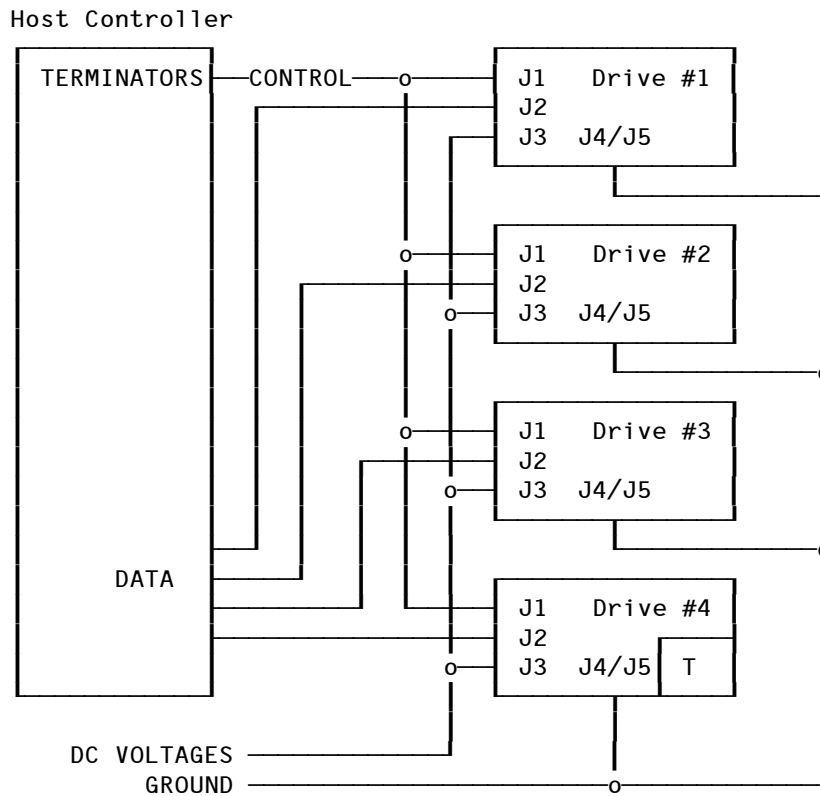 Host Controller
TERMINATORS CONTROL o J1 Drive #1
J2
J3 J4/J5
o J1 Drive #2
J2
o J3 J4/J5
o J1 Drive #3
J2
o J3 J4/J5
DATA
J1 Drive #4
J2
o J3 J4/J5 T
DC VOLTAGES
GROUND o